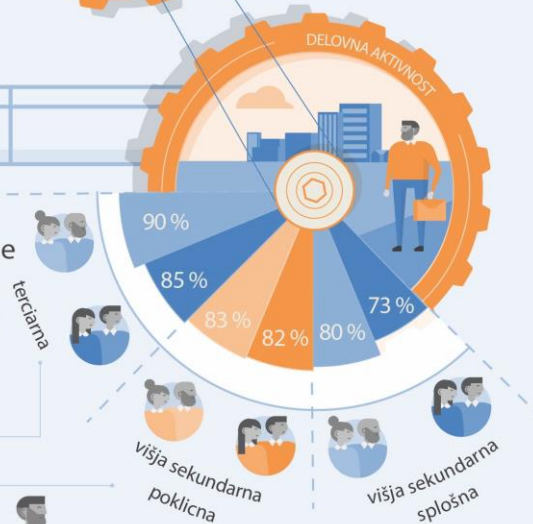 DELOVNA AKTIVNOST
90 %
85 %
83 %
82 %
80 %
73 %
e
terciarna
višja sekundarna
poklicna
višja sekundarna
splošna